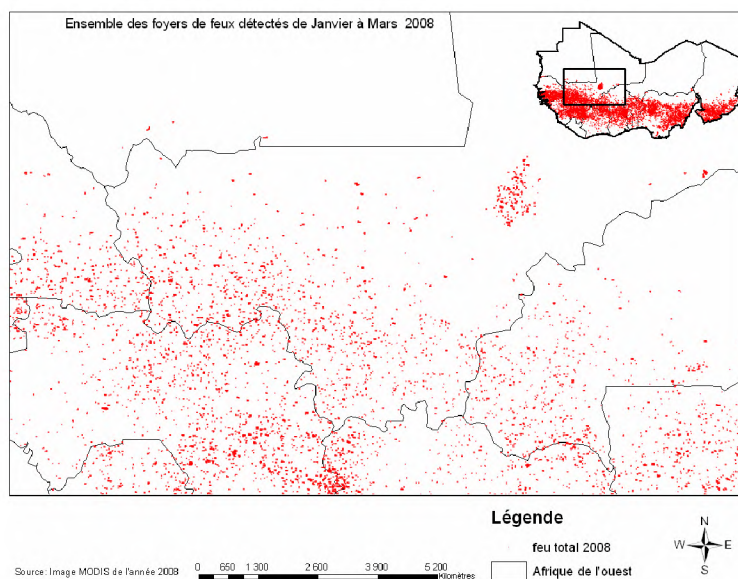 Ensemble des foyers de feux détectés de Janvier à Mars 2008
Légende
feu total 2008
Afrique de l'ouest
N
W E
S
Source: Image MODIS de l'année 2008
0 650 1 300 2 600 3 900 5 200
Kilomètres